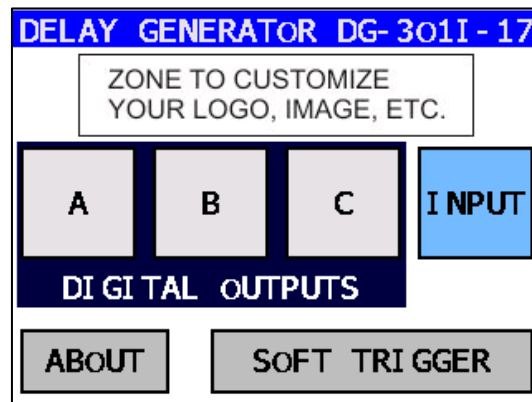 DELAY GENERATOR DG-301I-17
ZONE TO CUSTOMIZE
YOUR LOGO, IMAGE, ETC.
A B C INPUT
DIGITAL OUTPUTS
ABOUT SOFT TRIGGER